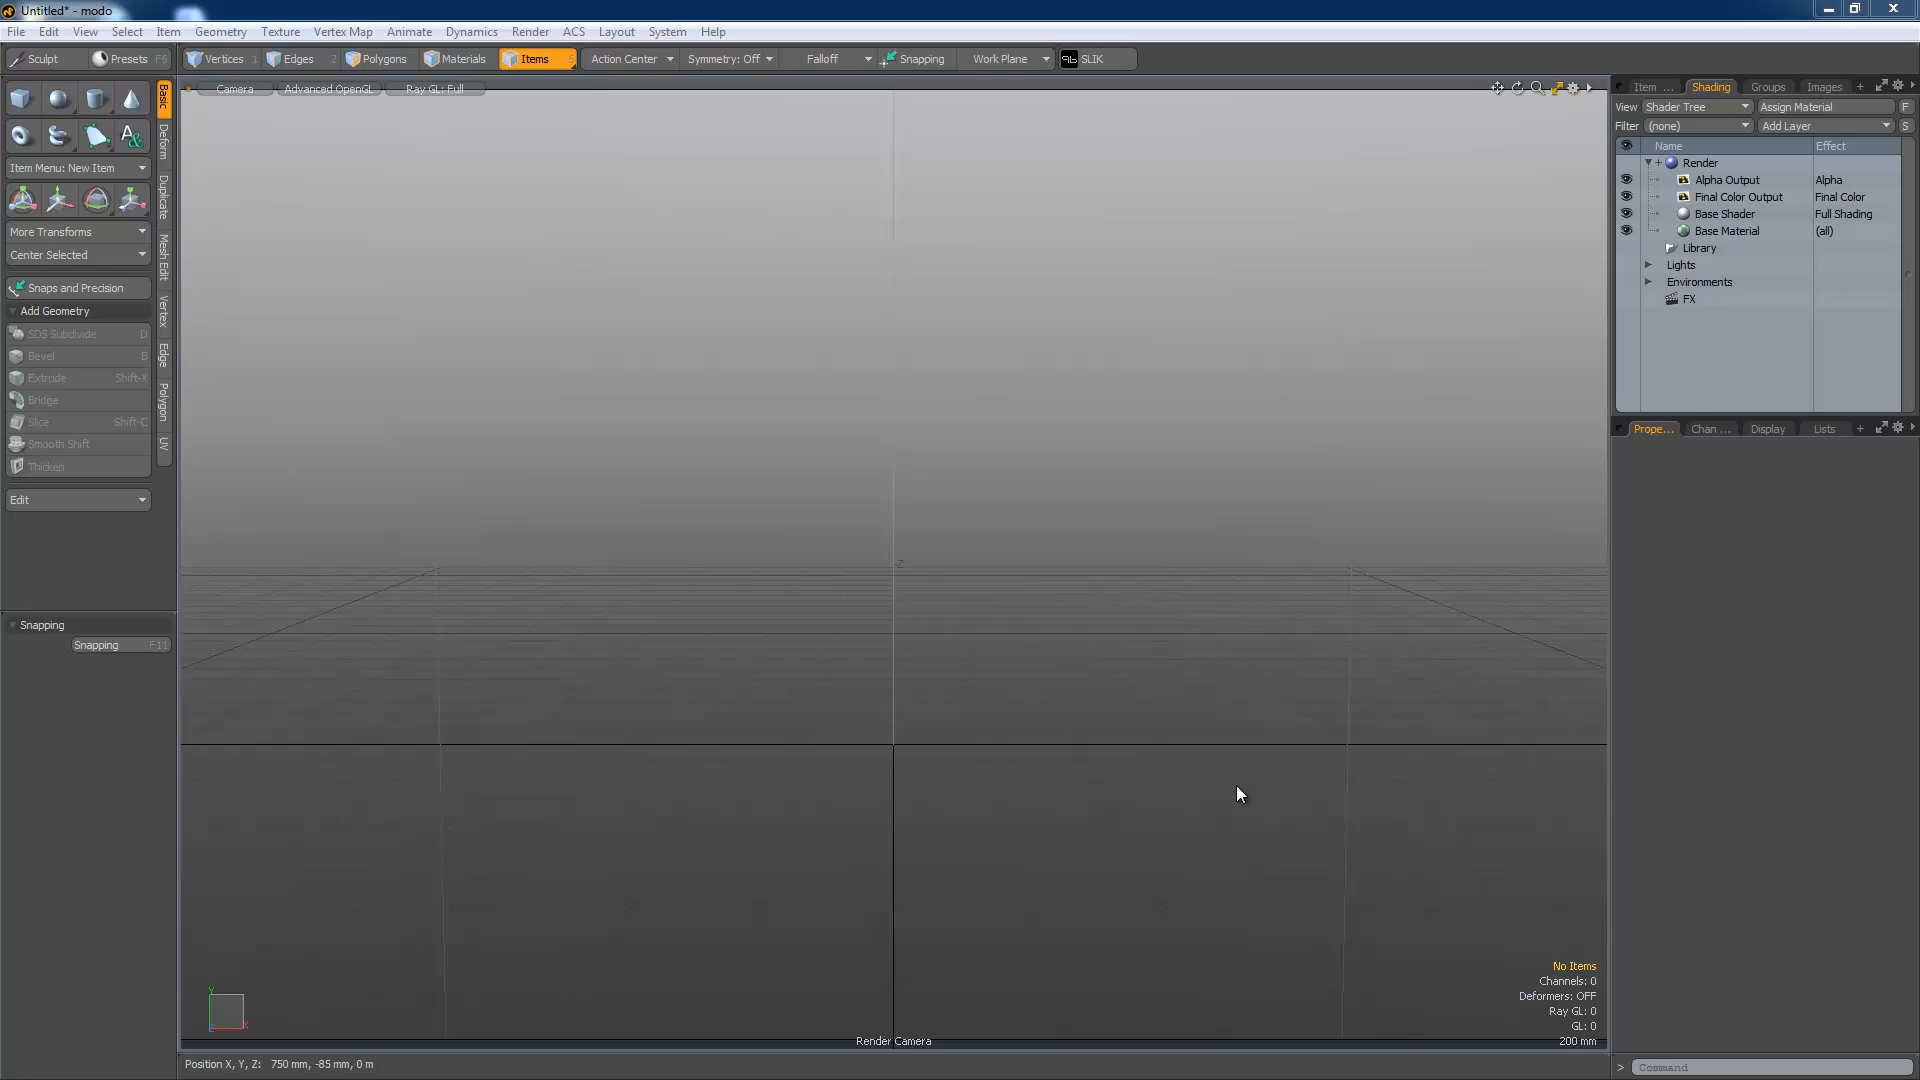 Untitled* - modo
File Edit View Select Item Geometry Texture Vertex Map Animate Dynamics Render ACS Layout System Help
Sculpt Presets F6 Vertices 1 Edges 2 Polygons Materials Items 5 Action Center Symmetry: Off Falloff Snapping Work Plane SLIK
Camera Advanced OpenGL Ray GL: Full
Basic
Deform
Duplicate
Mesh Edit
Vertex
Edge
Polygon
UV
Item Menu: New Item
More Transforms
Center Selected
Snaps and Precision
Add Geometry
SDS Subdivide D
Bevel B
Extrude Shift-X
Bridge
Slice Shift-C
Smooth Shift
Thicken
Edit
Snapping
Snapping F11
Z
Y
X
Z
No Items
Channels: 0
Deformers: OFF
Ray GL: 0
GL: 0
200 mm
Render Camera
Position X, Y, Z: 750 mm, -85 mm, 0 m
Item ... Shading Groups Images +
View Shader Tree Assign Material F
Filter (none) Add Layer S
Name Effect
Render
Alpha Output Alpha
Final Color Output Final Color
Base Shader Full Shading
Base Material (all)
Library
Lights
Environments
FX
Prope... Chan ... Display Lists +
> Command